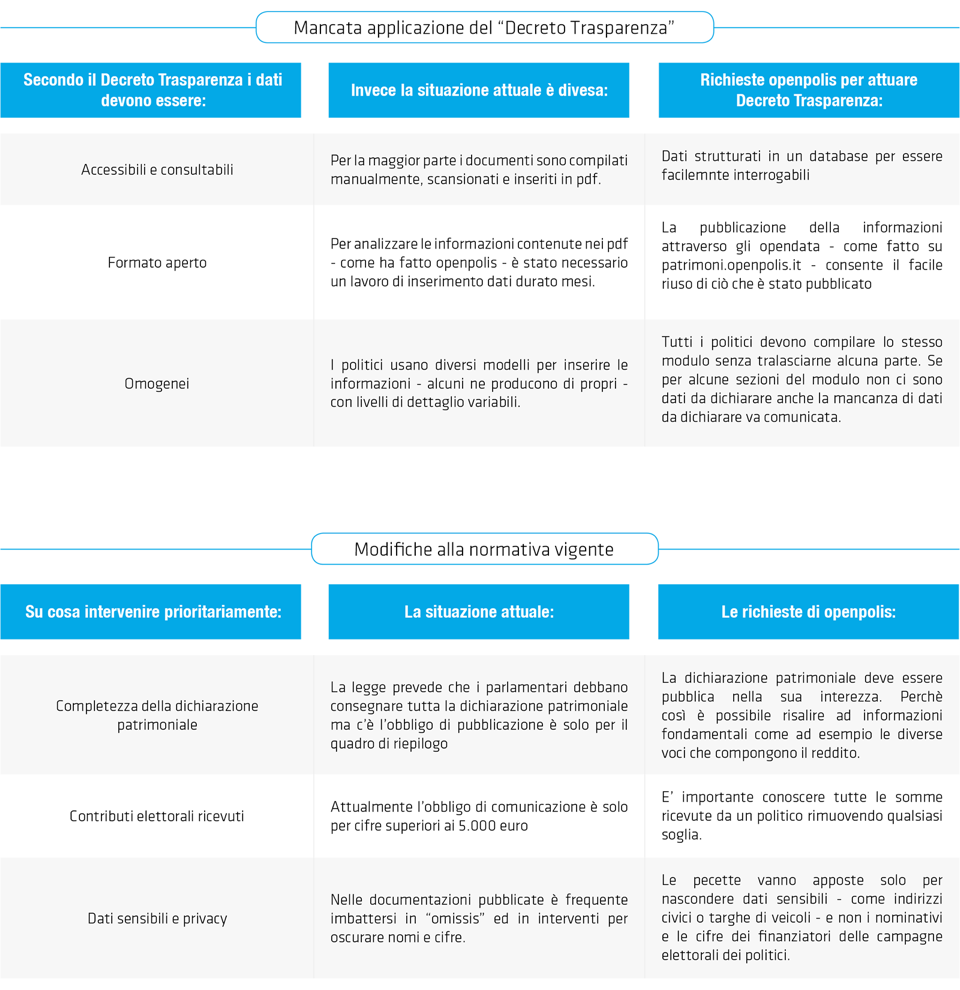 Mancata applicazione del “Decreto Trasparenza”
Secondo il Decreto Trasparenza i dati
devono essere:
Invece la situazione attuale è divesa:
Richieste openpolis per attuare
Decreto Trasparenza:
Accessibili e consultabili
Per la maggior parte i documenti sono compilati
manualmente, scansionati e inseriti in pdf.
Dati strutturati in un database per essere
facilemnte interrogabili
Formato aperto
Per analizzare le informazioni contenute nei pdf
- come ha fatto openpolis - è stato necessario
un lavoro di inserimento dati durato mesi.
La pubblicazione della informazioni
attraverso gli opendata - come fatto su
patrimoni.openpolis.it - consente il facile
riuso di ciò che è stato pubblicato
Omogenei
I politici usano diversi modelli per inserire le
informazioni - alcuni ne producono di propri -
con livelli di dettaglio variabili.
Tutti i politici devono compilare lo stesso
modulo senza tralasciarne alcuna parte. Se
per alcune sezioni del modulo non ci sono
dati da dichiarare anche la mancanza di dati
da dichiarare va comunicata.
Modifiche alla normativa vigente
Su cosa intervenire prioritariamente:
La situazione attuale:
Le richieste di openpolis:
Completezza della dichiarazione
patrimoniale
La legge prevede che i parlamentari debbano
consegnare tutta la dichiarazione patrimoniale
ma c’è l’obbligo di pubblicazione è solo per il
quadro di riepilogo
La dichiarazione patrimoniale deve essere
pubblica nella sua interezza. Perchè
così è possibile risalire ad informazioni
fondamentali come ad esempio le diverse
voci che compongono il reddito.
Contributi elettorali ricevuti
Attualmente l’obbligo di comunicazione è solo
per cifre superiori ai 5.000 euro
E’ importante conoscere tutte le somme
ricevute da un politico rimuovendo qualsiasi
soglia.
Dati sensibili e privacy
Nelle documentazioni pubblicate è frequente
imbattersi in “omissis” ed in interventi per
oscurare nomi e cifre.
Le pecette vanno apposte solo per
nascondere dati sensibili - come indirizzi
civici o targhe di veicoli - e non i nominativi
e le cifre dei finanziatori delle campagne
elettorali dei politici.